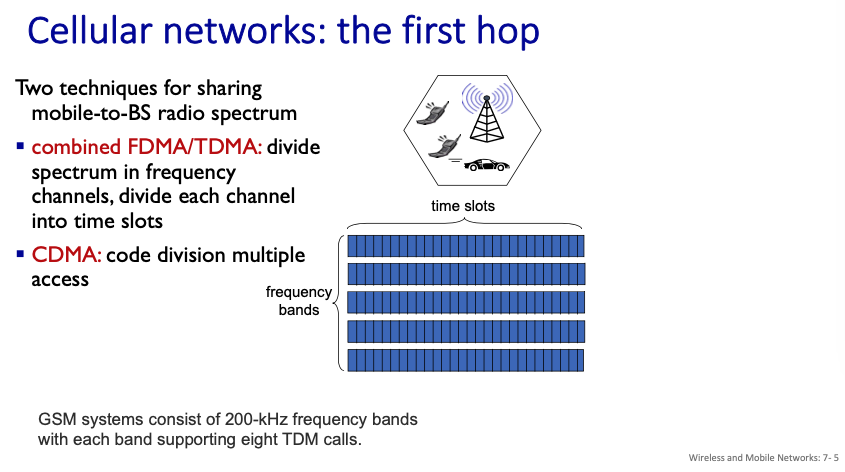 Cellular networks: the first hop
Two techniques for sharing
mobile-to-BS radio spectrum
▪ combined FDMA/TDMA: divide
spectrum in frequency
channels, divide each channel
into time slots
▪ CDMA: code division multiple
access
time slots
frequency
bands
GSM systems consist of 200-kHz frequency bands
with each band supporting eight TDM calls.
Wireless and Mobile Networks: 7- 5